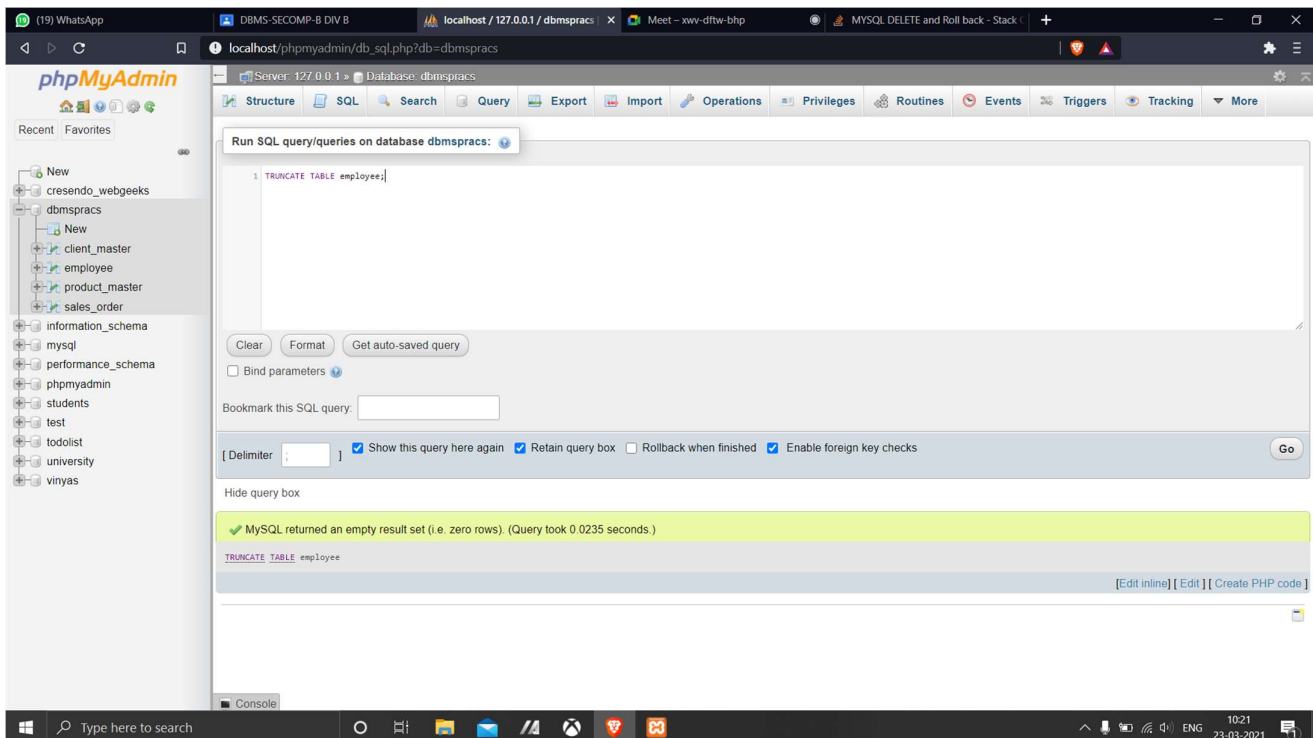 (19) WhatsApp
DBMS-SECOMP-B DIV B
localhost / 127.0.0.1 / dbmspracs
Meet – xwv-dftw-bhp
MYSQL DELETE and Roll back - Stack
localhost/phpmyadmin/db_sql.php?db=dbmspracs
phpMyAdmin
Recent Favorites
New
cresendo_webgeeks
dbmspracs
New
client_master
employee
product_master
sales_order
information_schema
mysql
performance_schema
phpmyadmin
students
test
todolist
university
vinyas
Server: 127.0.0.1 » Database: dbmspracs
Structure SQL Search Query Export Import Operations Privileges Routines Events Triggers Tracking More
Run SQL query/queries on database dbmspracs:
1 TRUNCATE TABLE employee;
Clear Format Get auto-saved query
Bind parameters
Bookmark this SQL query:
[ Delimiter ; ] Show this query here again Retain query box Rollback when finished Enable foreign key checks Go
Hide query box
MySQL returned an empty result set (i.e. zero rows). (Query took 0.0235 seconds.)
TRUNCATE TABLE employee
[Edit inline] [ Edit ] [ Create PHP code ]
Console
Type here to search
ENG
10:21
23-03-2021